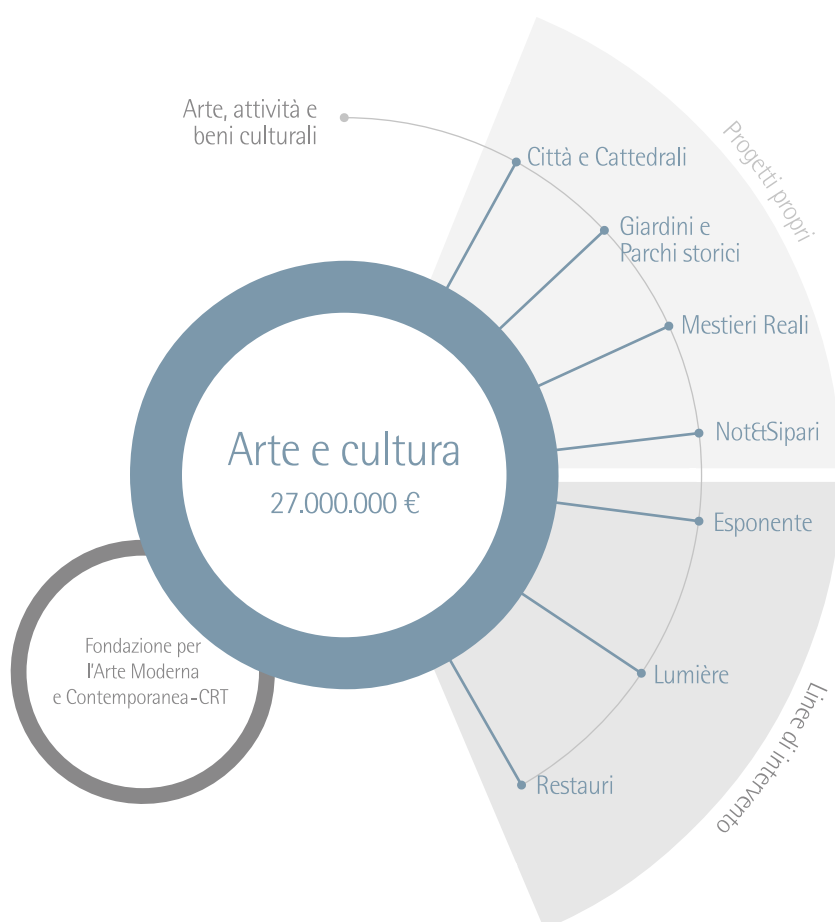 Arte, attività e
beni culturali
Progetti propri
Città e Cattedrali
Giardini e
Parchi storici
Mestieri Reali
Not&Sipari
Arte e cultura
27.000.000 €
Esponente
Fondazione per
l'Arte Moderna
e Contemporanea-CRT
Lumière
Linee di intervento
Restauri